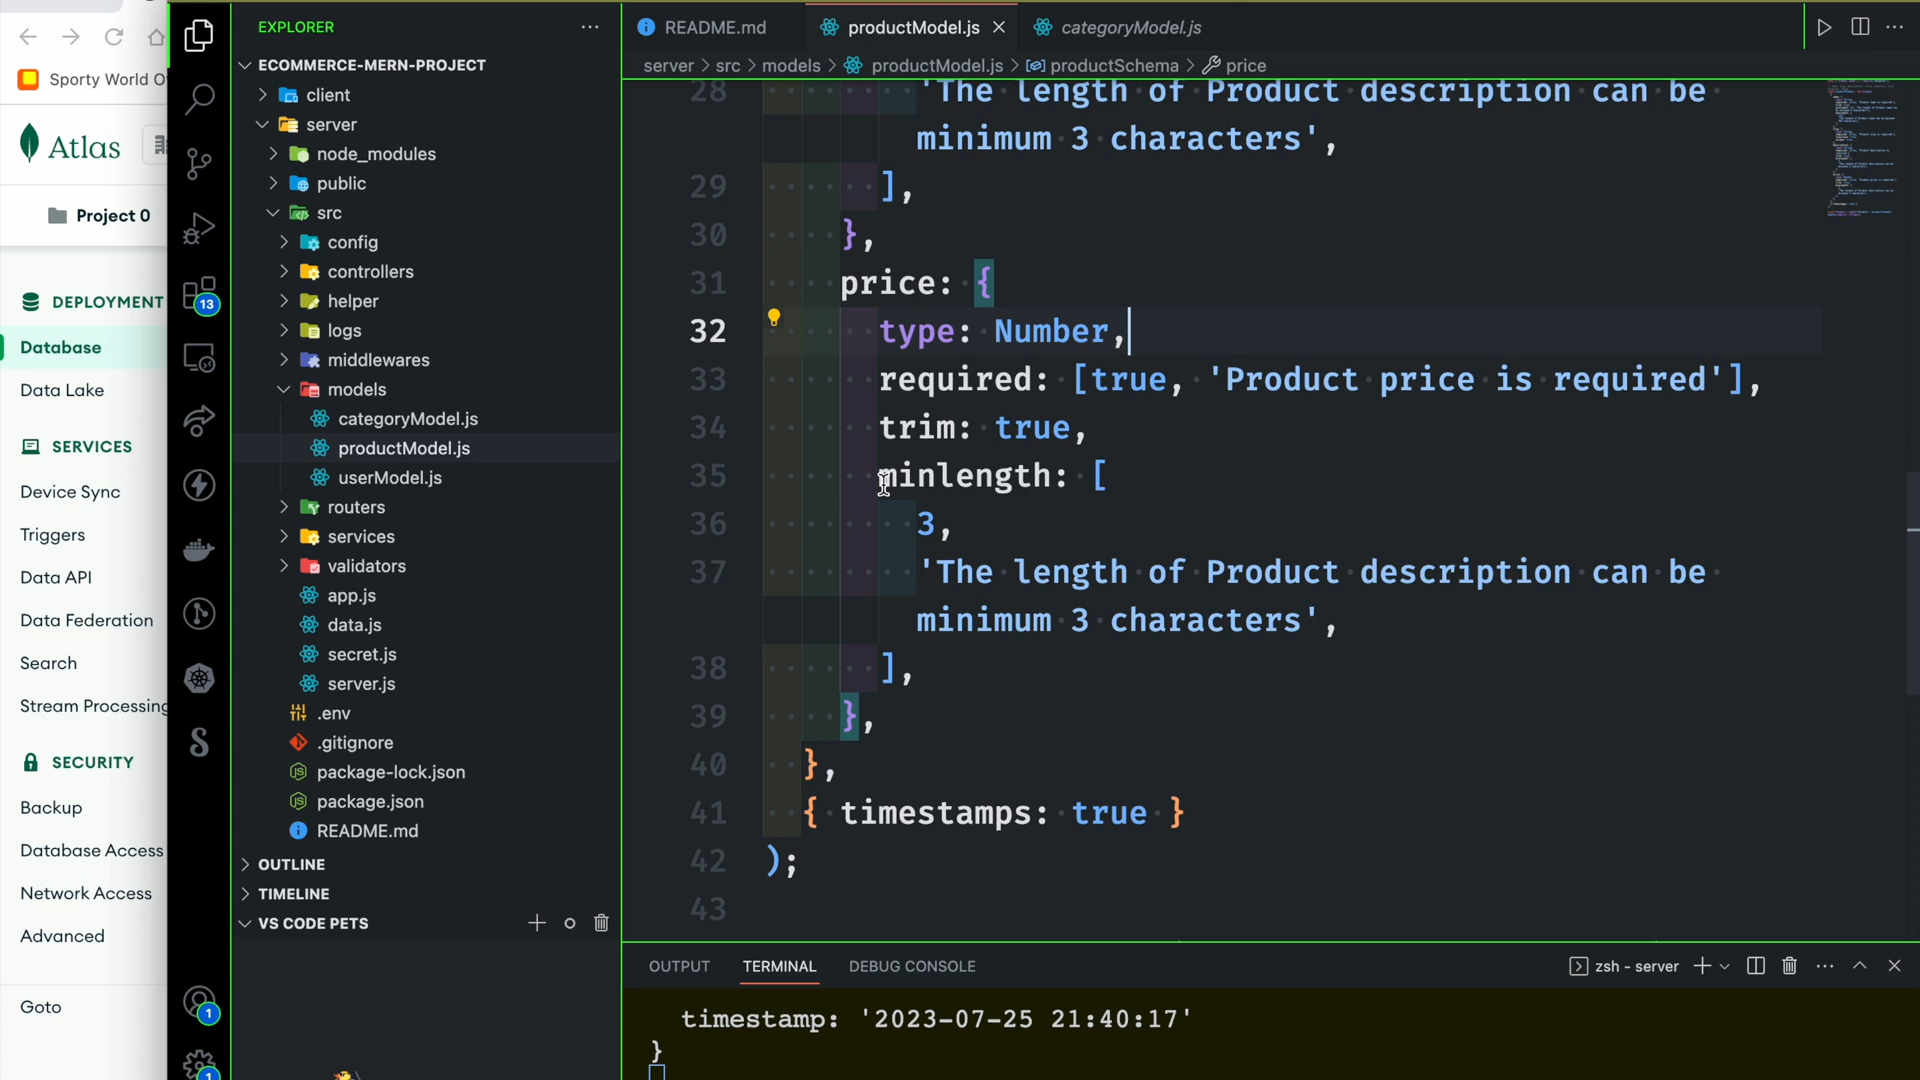 Sporty World O
Atlas
Project 0
DEPLOYMENT
Database
Data Lake
SERVICES
Device Sync
Triggers
Data API
Data Federation
Search
Stream Processing
SECURITY
Backup
Database Access
Network Access
Advanced
Goto
13
1
1
EXPLORER
ECOMMERCE-MERN-PROJECT
client
server
node_modules
public
src
config
controllers
helper
logs
middlewares
models
categoryModel.js
productModel.js
userModel.js
routers
services
validators
app.js
data.js
secret.js
server.js
.env
.gitignore
package-lock.json
package.json
README.md
OUTLINE
TIMELINE
VS CODE PETS
README.md productModel.js categoryModel.js
server > src > models > productModel.js > productSchema > price
28 'The length of Product description can be
minimum 3 characters',
29 ],
30 },
31 price: {
32 type: Number,
33 required: [true, 'Product price is required'],
34 trim: true,
35 minlength: [
36 3,
37 'The length of Product description can be
minimum 3 characters',
38 ],
39 },
40 },
41 { timestamps: true }
42 );
43
OUTPUT TERMINAL DEBUG CONSOLE zsh - server
timestamp: '2023-07-25 21:40:17'
}